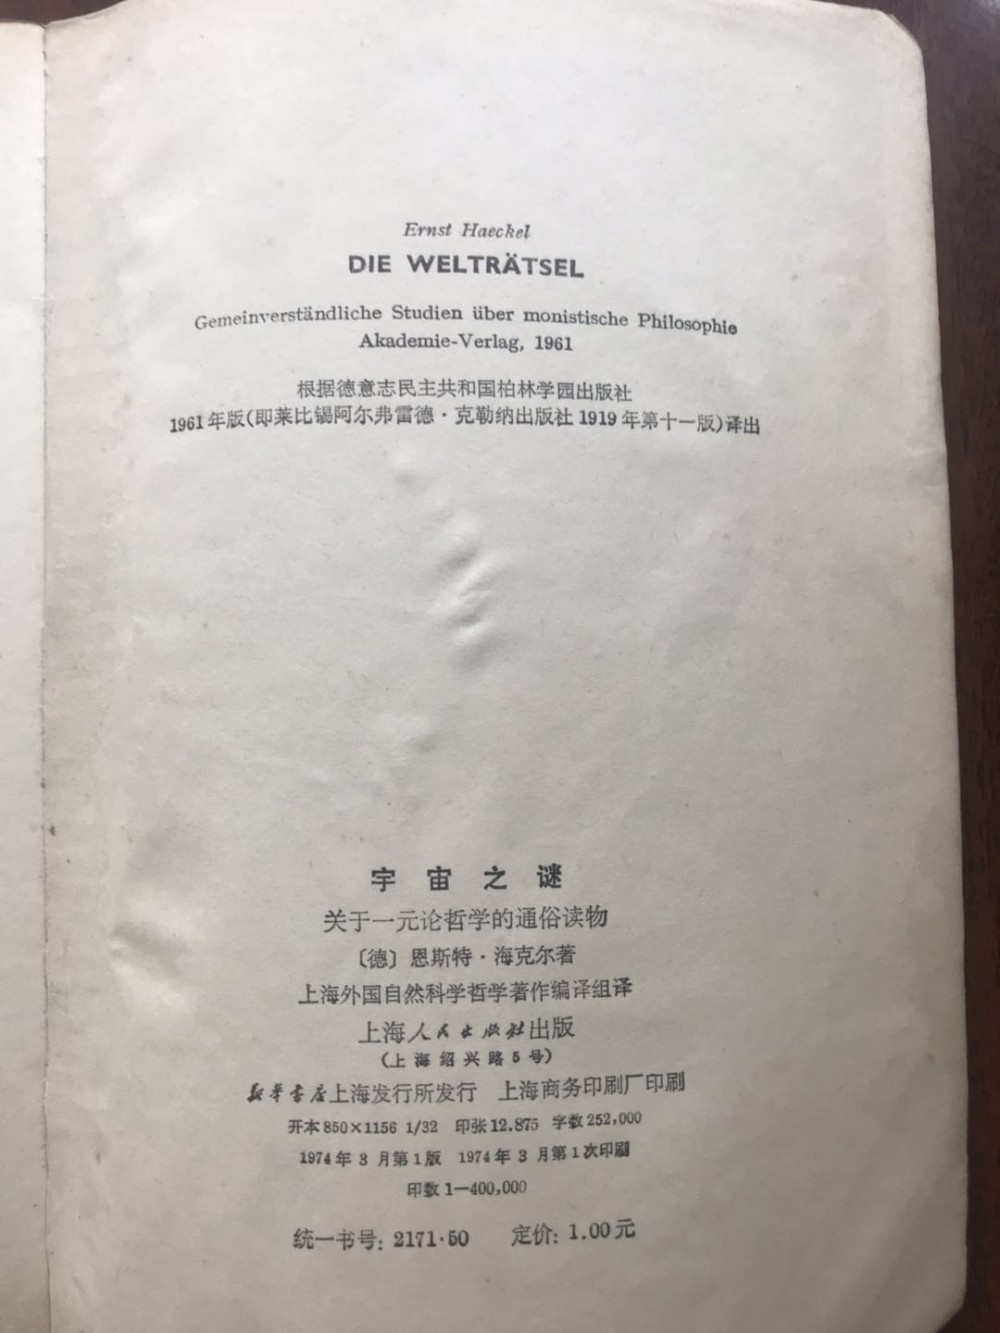 Ernst Haeckel
DIE WELTRÄTSEL
Gemeinverständliche Studien über monistische Philosophie
Akademie-Verlag, 1961
根据德意志民主共和国柏林学园出版社
1961年版(即莱比锡阿尔弗雷德·克勒纳出版社1919年第十一版)译出
宇宙之谜
关于一元论哲学的通俗读物
〔德〕恩斯特·海克尔著
上海外国自然科学哲学著作编译组译
上海人民出版社出版
(上海绍兴路5号)
新华书店上海发行所发行 上海商务印刷厂印刷
开本850×1156 1/32 印张12.875 字数252,000
1974年3月第1版 1974年3月第1次印刷
印数1—400,000
统一书号: 2171·50 定价: 1.00元